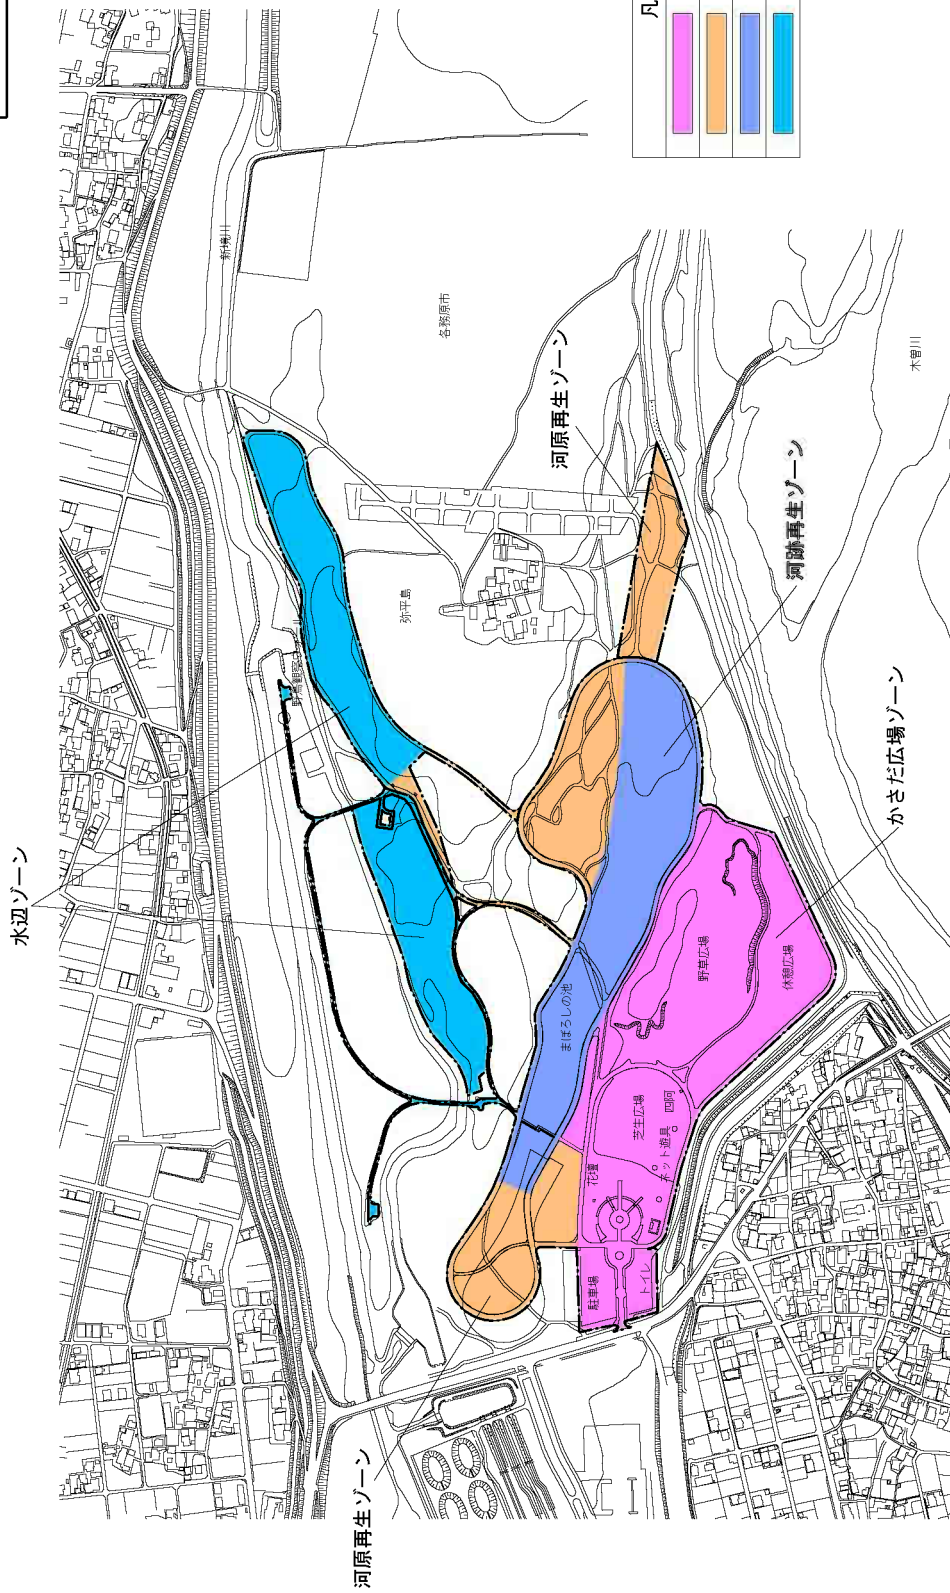 凡
水辺ゾーン
新境川
各務原市
河原再生ゾーン
河跡再生ゾーン
木曽川
弥平島
かさだ広場ゾーン
野草広場
休憩広場
まぼろしの池
芝生広場
四阿
ネット遊具
花壇
駐車場
トイレ
河原再生ゾーン